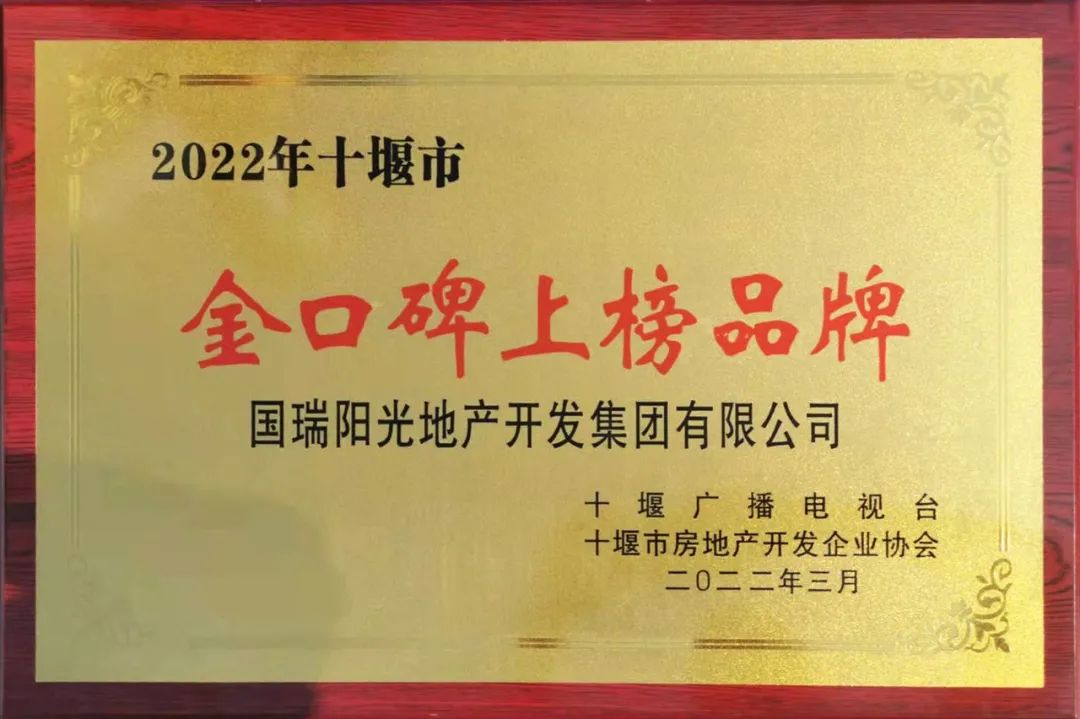 2022年十堰市
金口碑上榜品牌
国瑞阳光地产开发集团有限公司
十堰广播电视台
十堰市房地产开发企业协会
二〇二二年三月